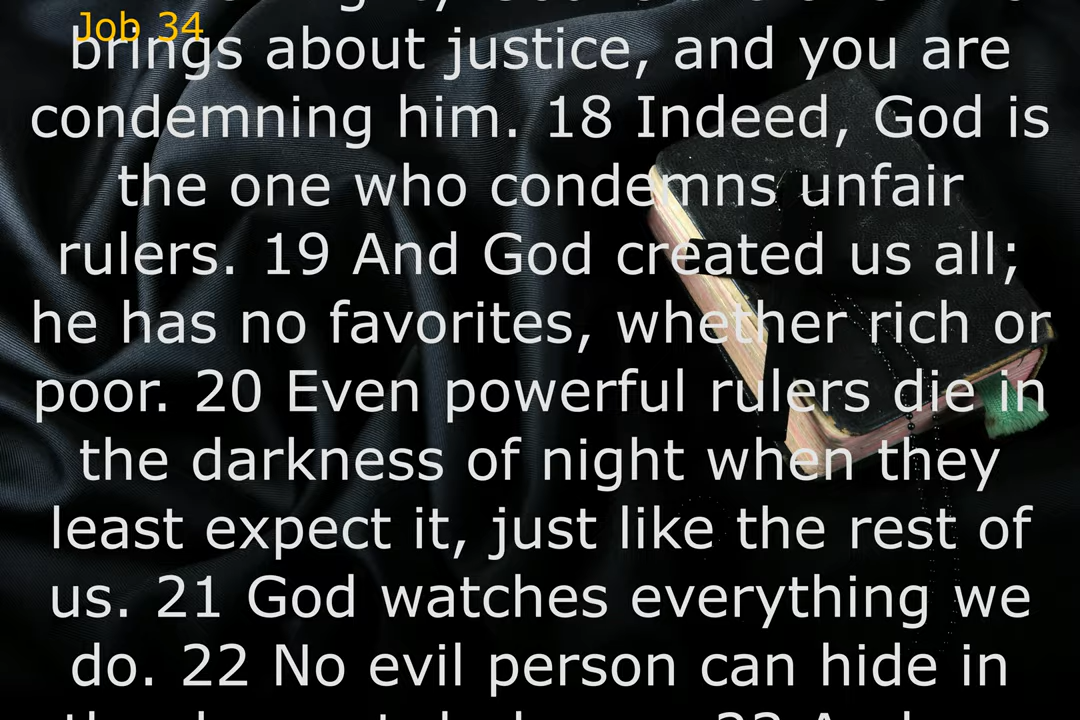 Job 34
brings about justice, and you are
condemning him. 18 Indeed, God is
the one who condemns unfair
rulers. 19 And God created us all;
he has no favorites, whether rich or
poor. 20 Even powerful rulers die in
the darkness of night when they
least expect it, just like the rest of
us. 21 God watches everything we
do. 22 No evil person can hide in